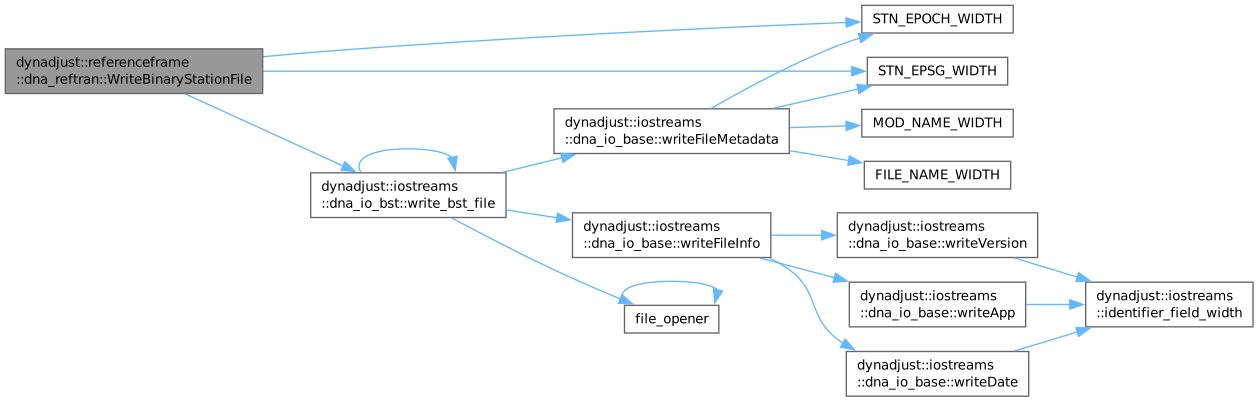 dynadjust::referenceframe
::dna_reftran::WriteBinaryStationFile
STN_EPOCH_WIDTH
STN_EPSG_WIDTH
dynadjust::iostreams
::dna_io_bst::write_bst_file
dynadjust::iostreams
::dna_io_base::writeFileMetadata
MOD_NAME_WIDTH
FILE_NAME_WIDTH
dynadjust::iostreams
::dna_io_base::writeFileInfo
file_opener
dynadjust::iostreams
::dna_io_base::writeVersion
dynadjust::iostreams
::dna_io_base::writeApp
dynadjust::iostreams
::dna_io_base::writeDate
dynadjust::iostreams
::identifier_field_width